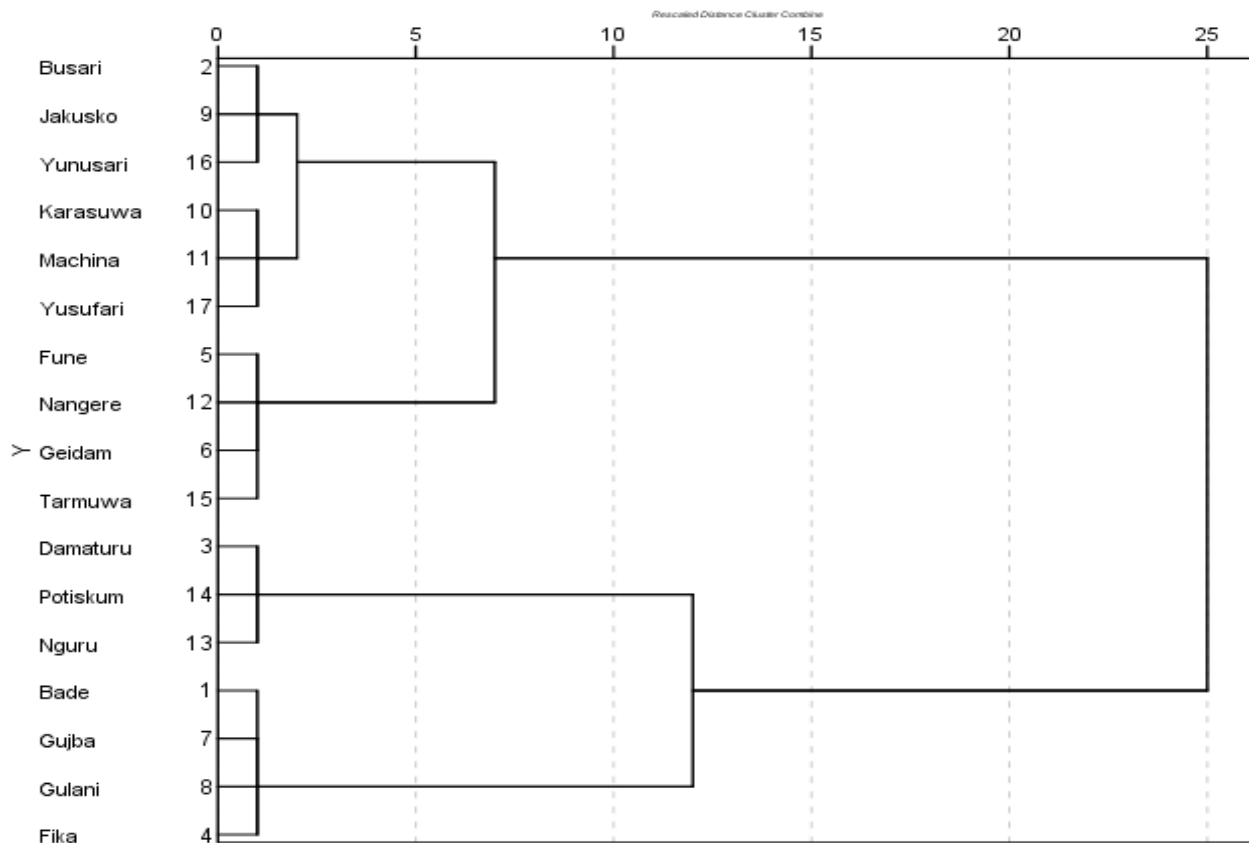 Rescaled Distance Cluster Combine
0 5 10 15 20 25
Busari 2
Jakusko 9
Yunusari 16
Karasuwa 10
Machina 11
Yusufari 17
Fune 5
Nangere 12
Y Geidam 6
Tarmuwa 15
Damaturu 3
Potiskum 14
Nguru 13
Bade 1
Gujba 7
Gulani 8
Fika 4